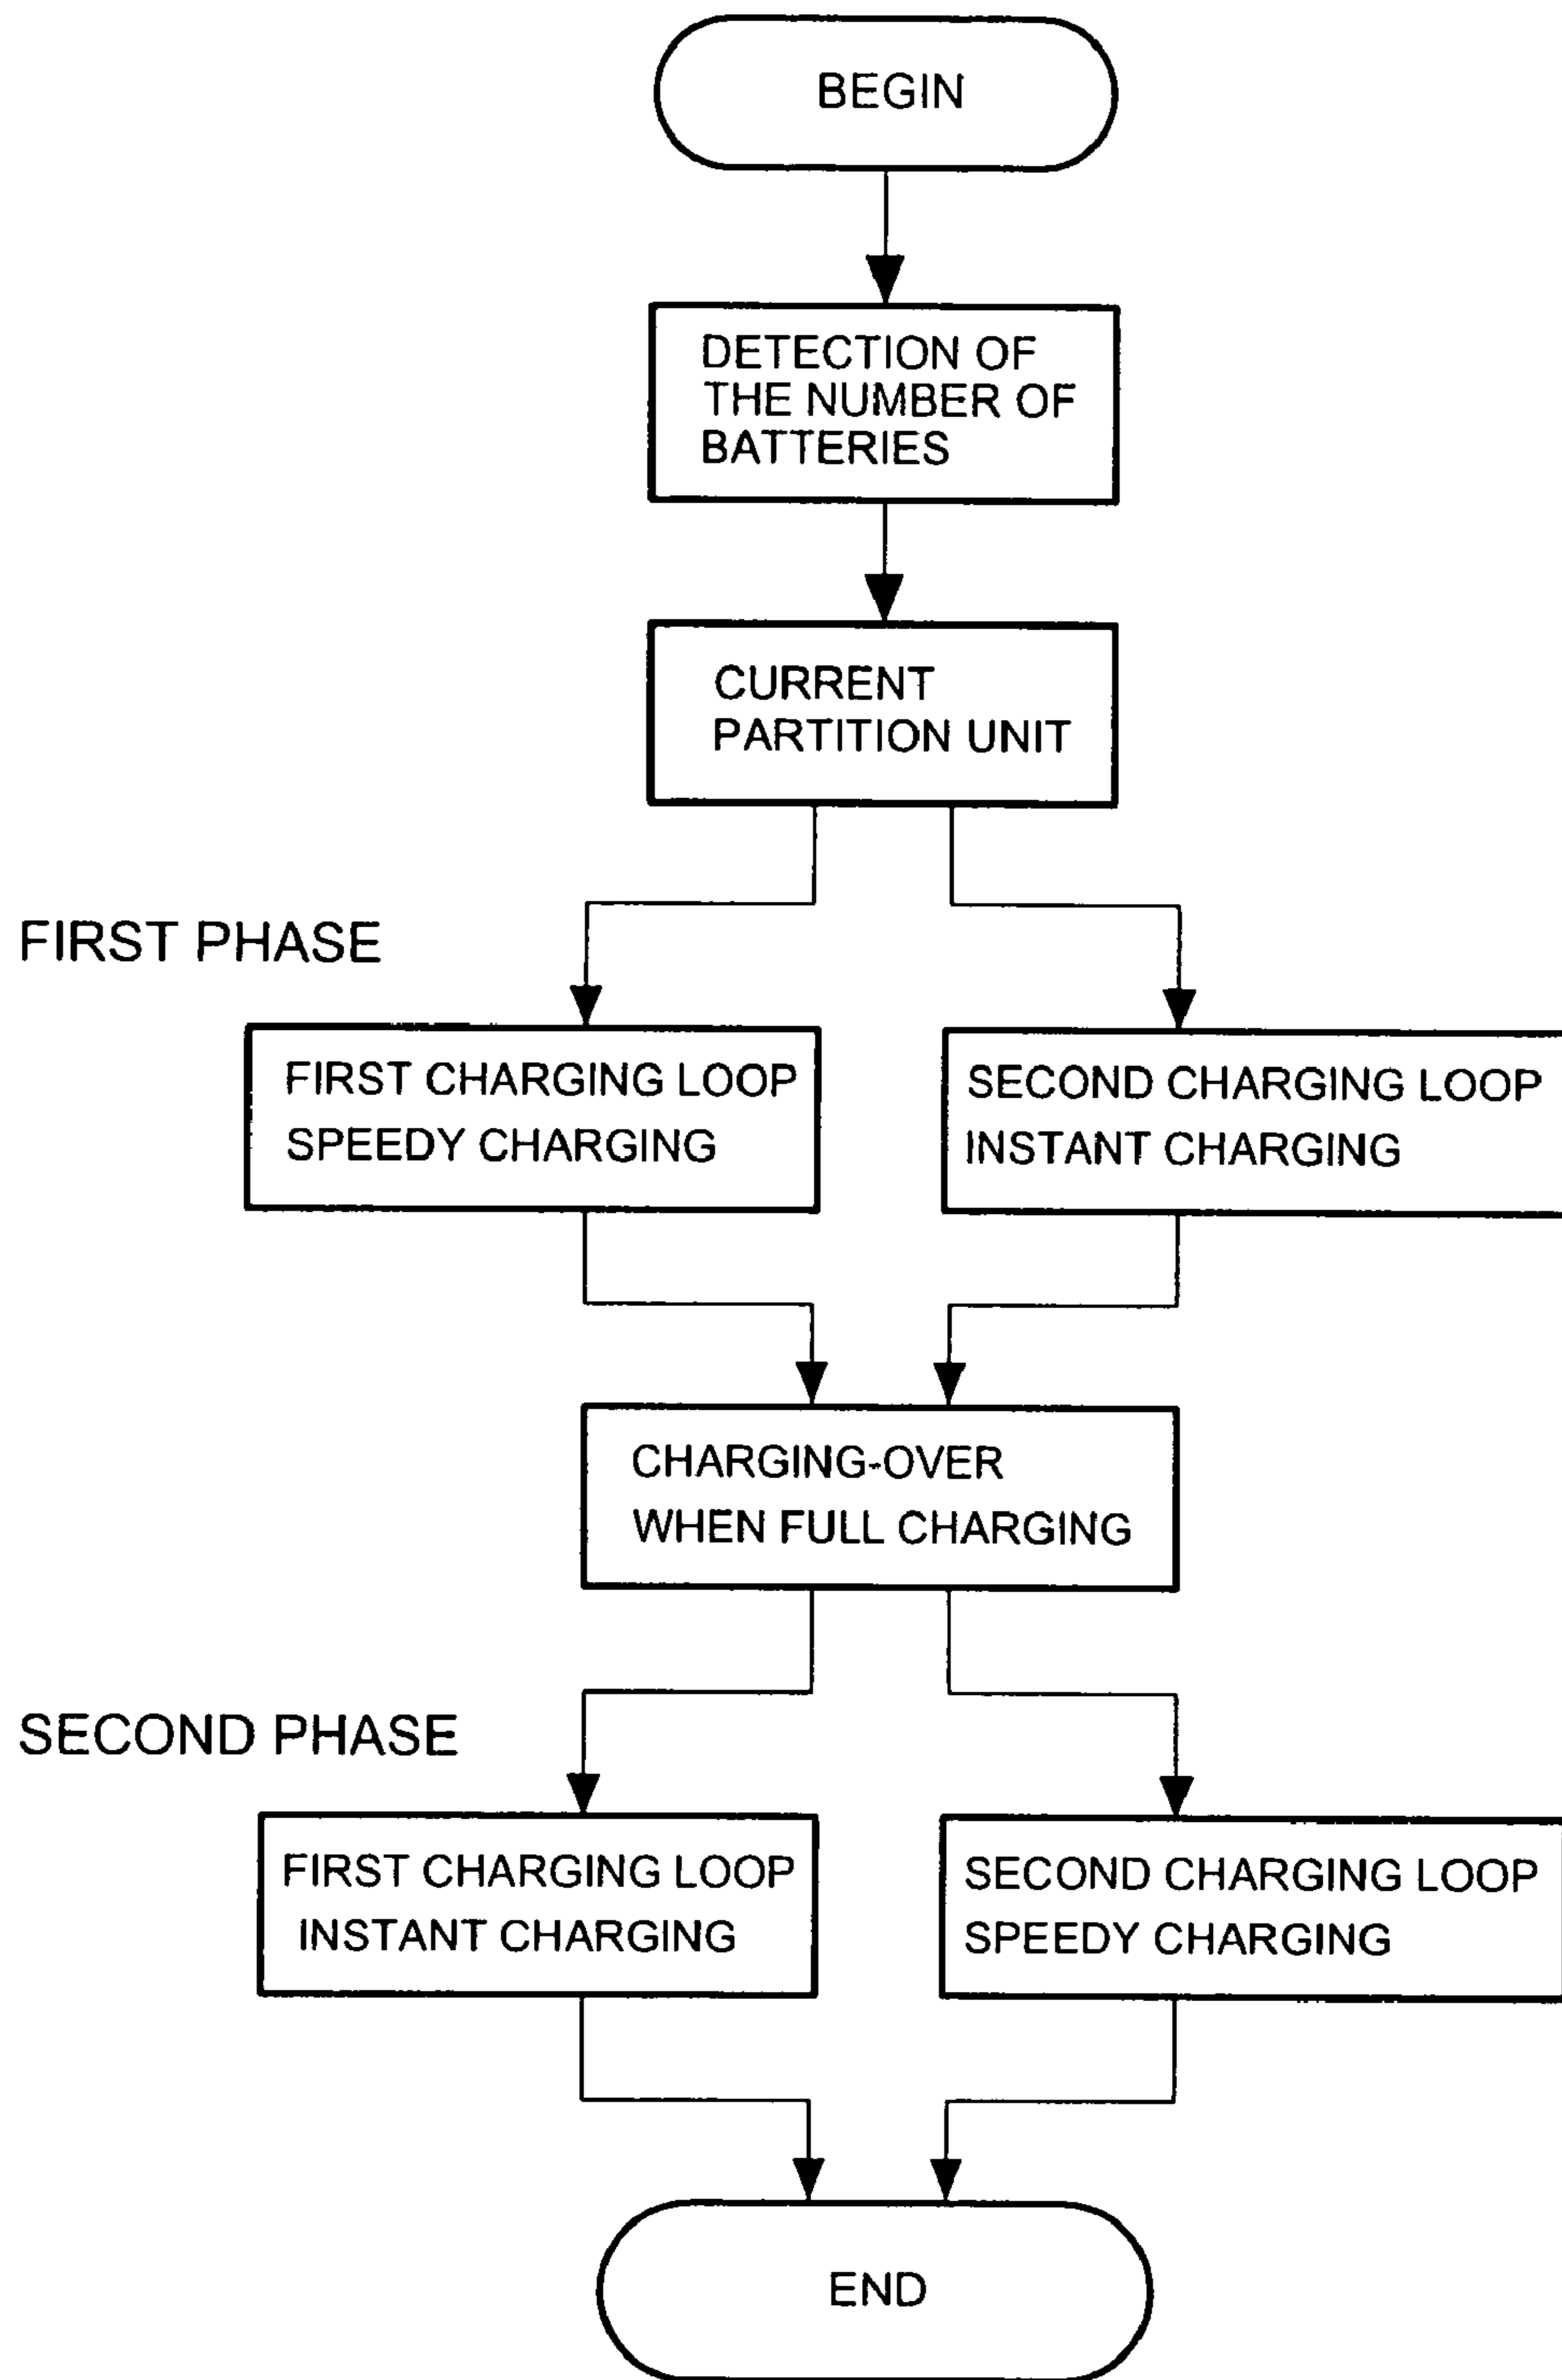 BEGIN
DETECTION OF
THE NUMBER OF
BATTERIES
CURRENT
PARTITION UNIT
FIRST PHASE
FIRST CHARGING LOOP
SPEEDY CHARGING
SECOND CHARGING LOOP
INSTANT CHARGING
CHARGING-OVER
WHEN FULL CHARGING
SECOND PHASE
FIRST CHARGING LOOP
INSTANT CHARGING
SECOND CHARGING LOOP
SPEEDY CHARGING
END